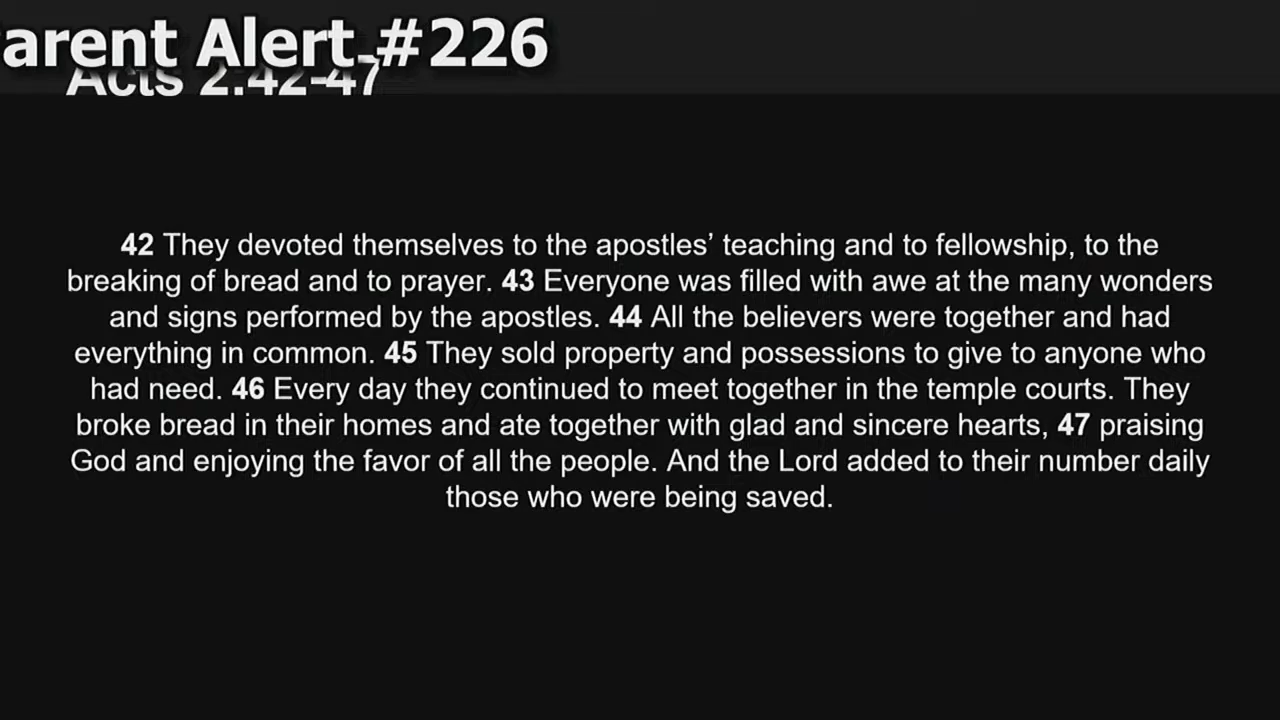 arent Alert #226
Acts 2:42-47
42 They devoted themselves to the apostles’ teaching and to fellowship, to the
breaking of bread and to prayer. 43 Everyone was filled with awe at the many wonders
and signs performed by the apostles. 44 All the believers were together and had
everything in common. 45 They sold property and possessions to give to anyone who
had need. 46 Every day they continued to meet together in the temple courts. They
broke bread in their homes and ate together with glad and sincere hearts, 47 praising
God and enjoying the favor of all the people. And the Lord added to their number daily
those who were being saved.